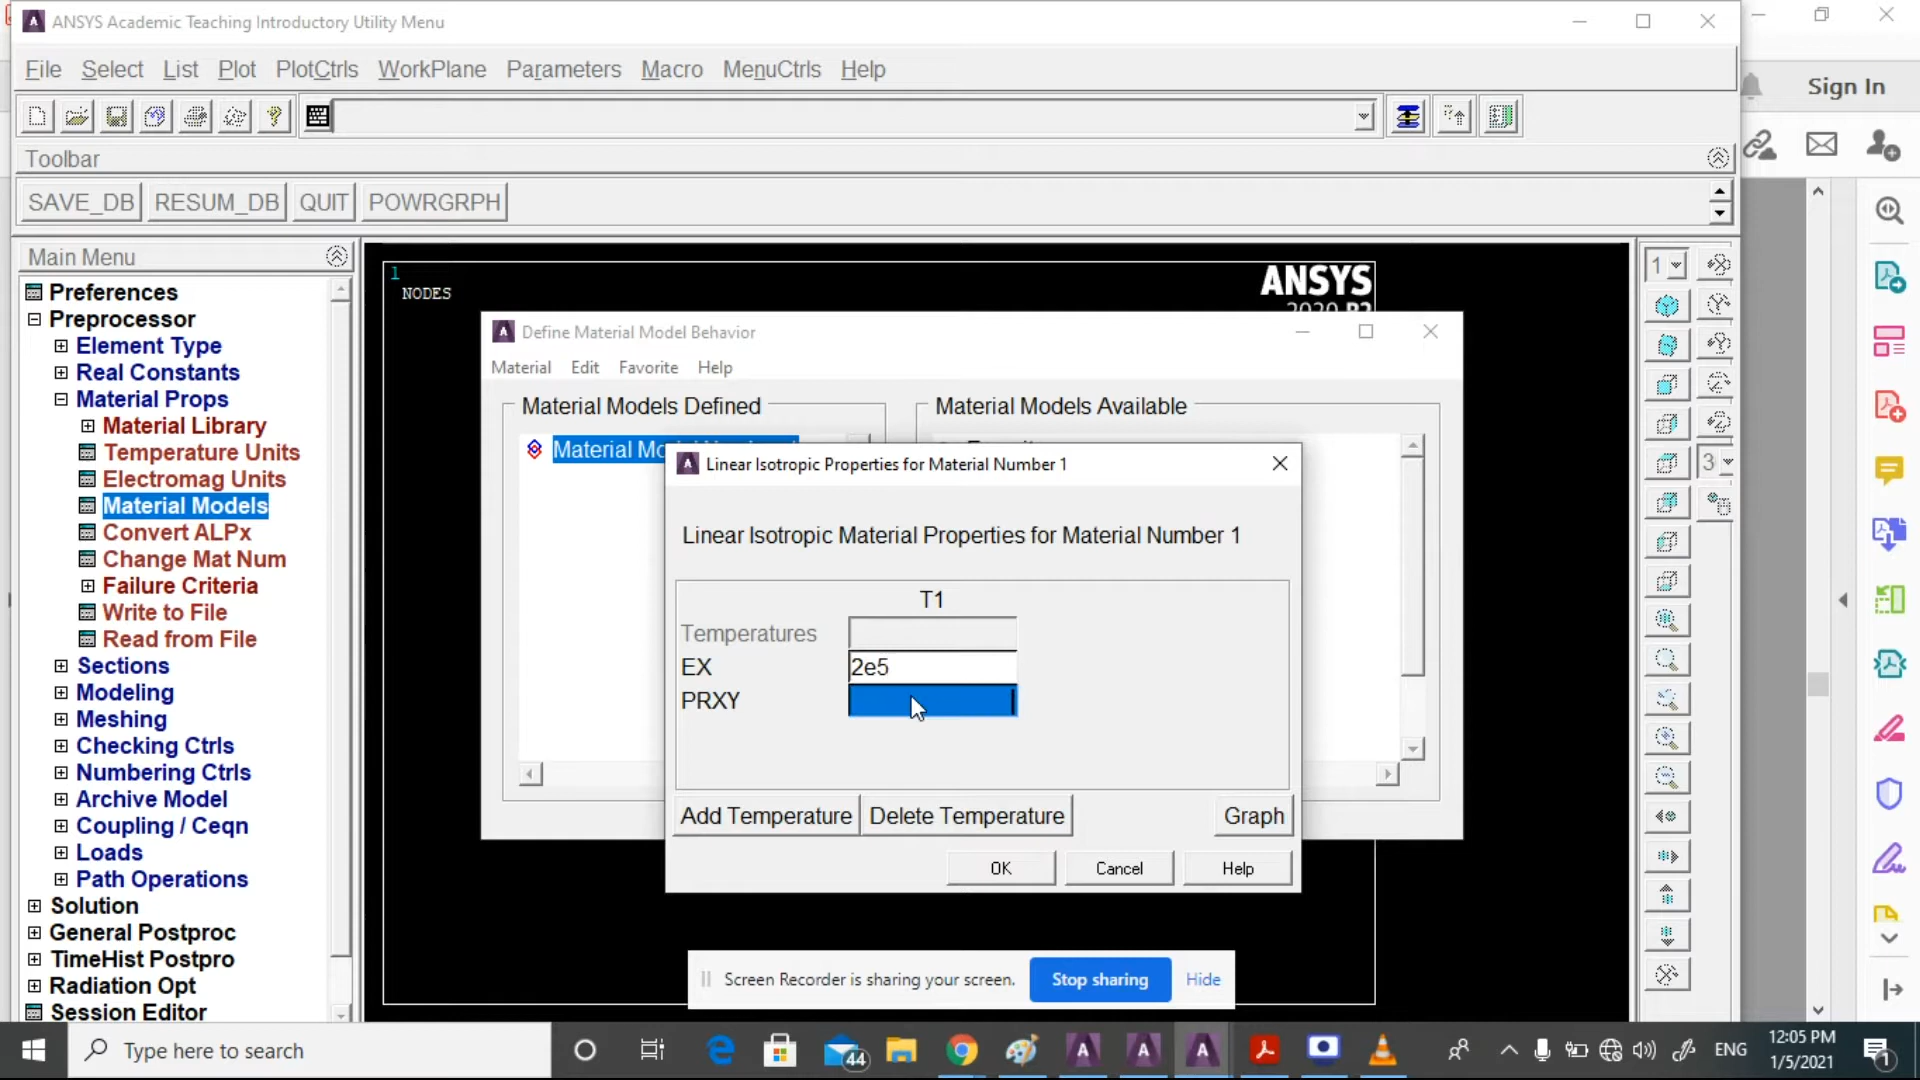 ANSYS Academic Teaching Introductory Utility Menu
File Select List Plot PlotCtrls WorkPlane Parameters Macro MenuCtrls Help
Sign In
Toolbar
SAVE_DB RESUM_DB QUIT POWRGRPH
Main Menu
Preferences
Preprocessor
Element Type
Real Constants
Material Props
Material Library
Temperature Units
Electromag Units
Material Models
Convert ALPx
Change Mat Num
Failure Criteria
Write to File
Read from File
Sections
Modeling
Meshing
Checking Ctrls
Numbering Ctrls
Archive Model
Coupling / Ceqn
Loads
Path Operations
Solution
General Postproc
TimeHist Postpro
Radiation Opt
Session Editor
1
NODES
ANSYS
2020 R2
Define Material Model Behavior
Material Edit Favorite Help
Material Models Defined
Material Models Available
Linear Isotropic Properties for Material Number 1
Linear Isotropic Material Properties for Material Number 1
T1
Temperatures
EX 2e5
PRXY
Add Temperature Delete Temperature Graph
OK Cancel Help
Screen Recorder is sharing your screen. Stop sharing Hide
1
3
Type here to search
44
ENG
12:05 PM
1/5/2021
1